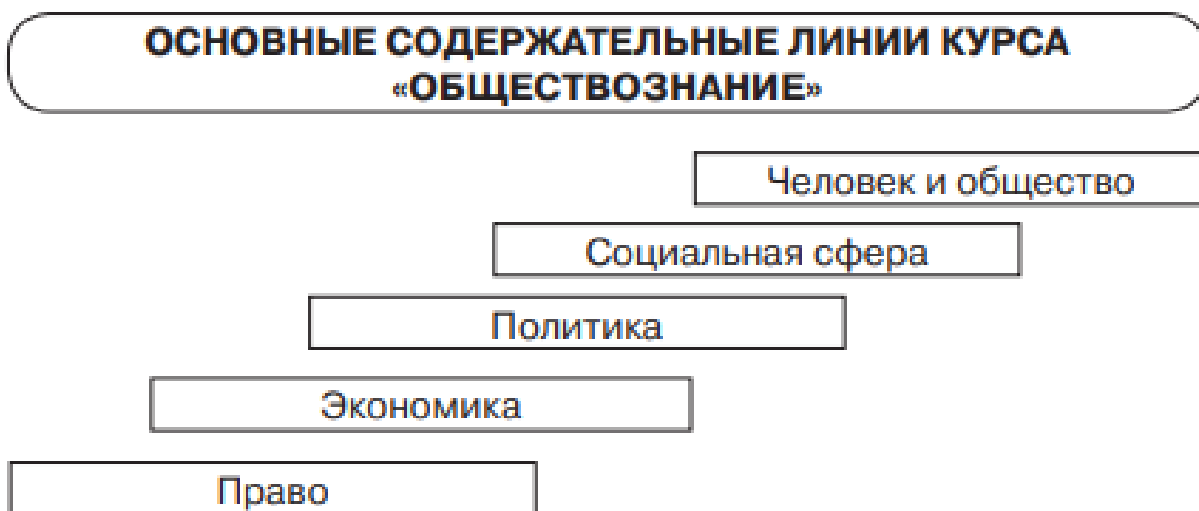 ОСНОВНЫЕ СОДЕРЖАТЕЛЬНЫЕ ЛИНИИ КУРСА
«ОБЩЕСТВОЗНАНИЕ»
Человек и общество
Социальная сфера
Политика
Экономика
Право